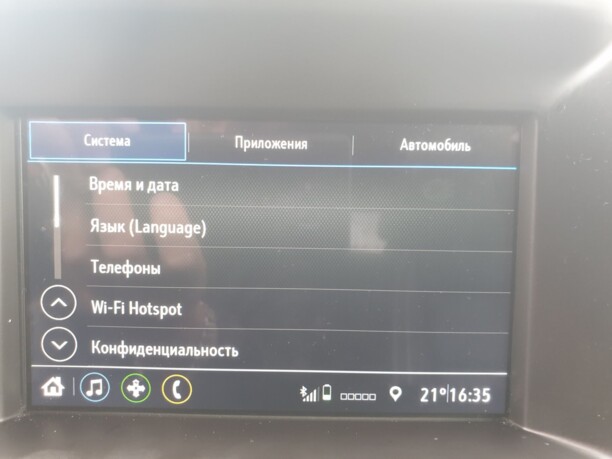 Система Приложения Автомобиль
Время и дата
Язык (Language)
Телефоны
Wi-Fi Hotspot
Конфиденциальность
21° 16:35